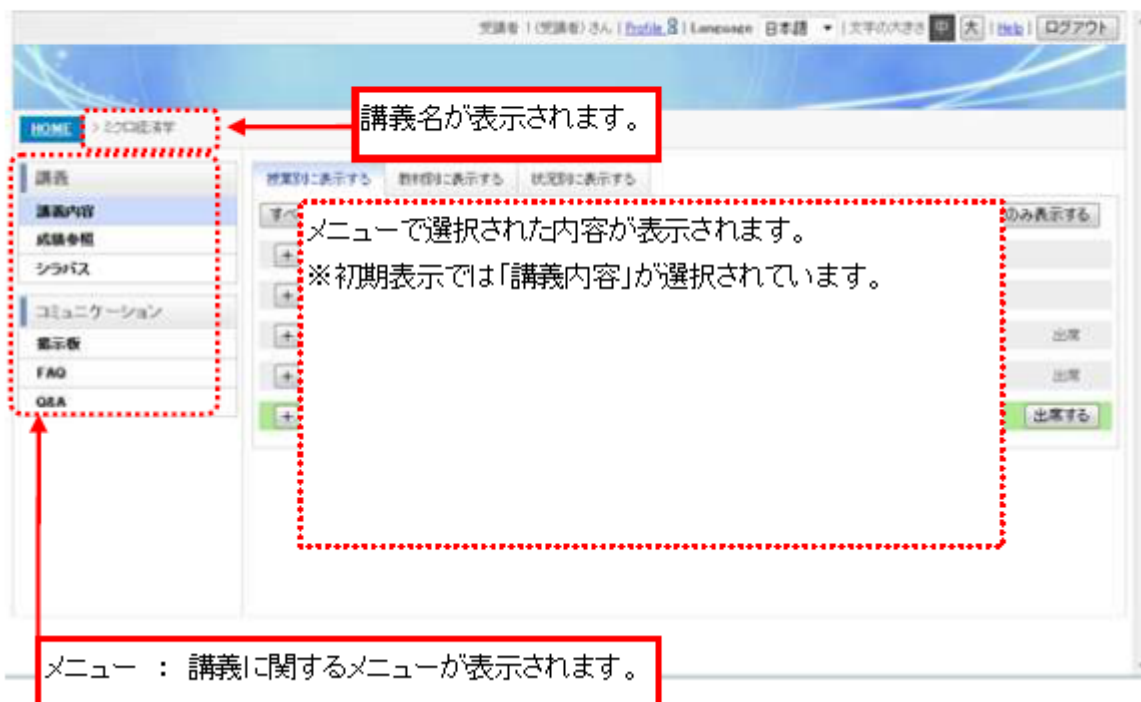 受講者1(受講者)さん | Profile 8 | Language 日本語 ▼ | 文字の大きさ 中 大 | Help | ログアウト
講義名が表示されます。
HOME > ミクロ経済学
講義
講義内容
成績参照
シラバス
コミュニケーション
掲示板
FAQ
Q&A
授業別に表示する 教材別に表示する 状況別に表示する
すべ
のみ表示する
メニューで選択された内容が表示されます。
※初期表示では「講義内容」が選択されています。
+
+
+ 出席
+ 出席
+ 出席する
メニュー : 講義に関するメニューが表示されます。